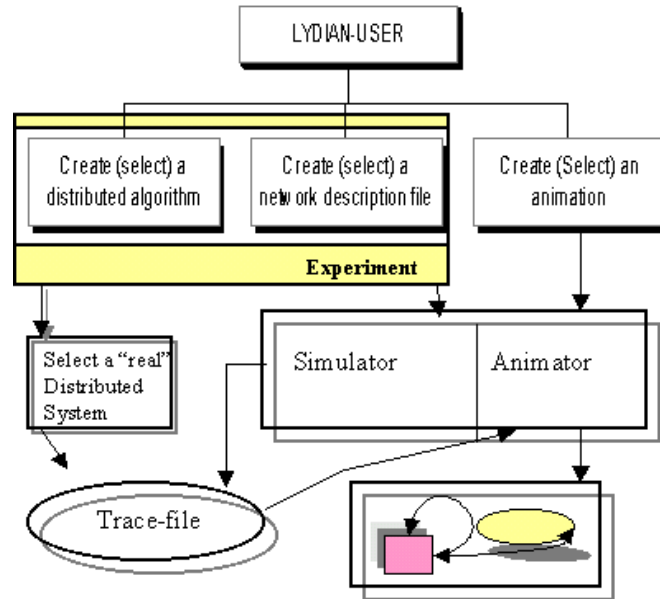 LYDIAN-USER
Create (select) a
distributed algorithm
Create (select) a
network description file
Create (Select) an
animation
Experiment
Select a “real”
Distributed
System
Simulator
Animator
Trace-file